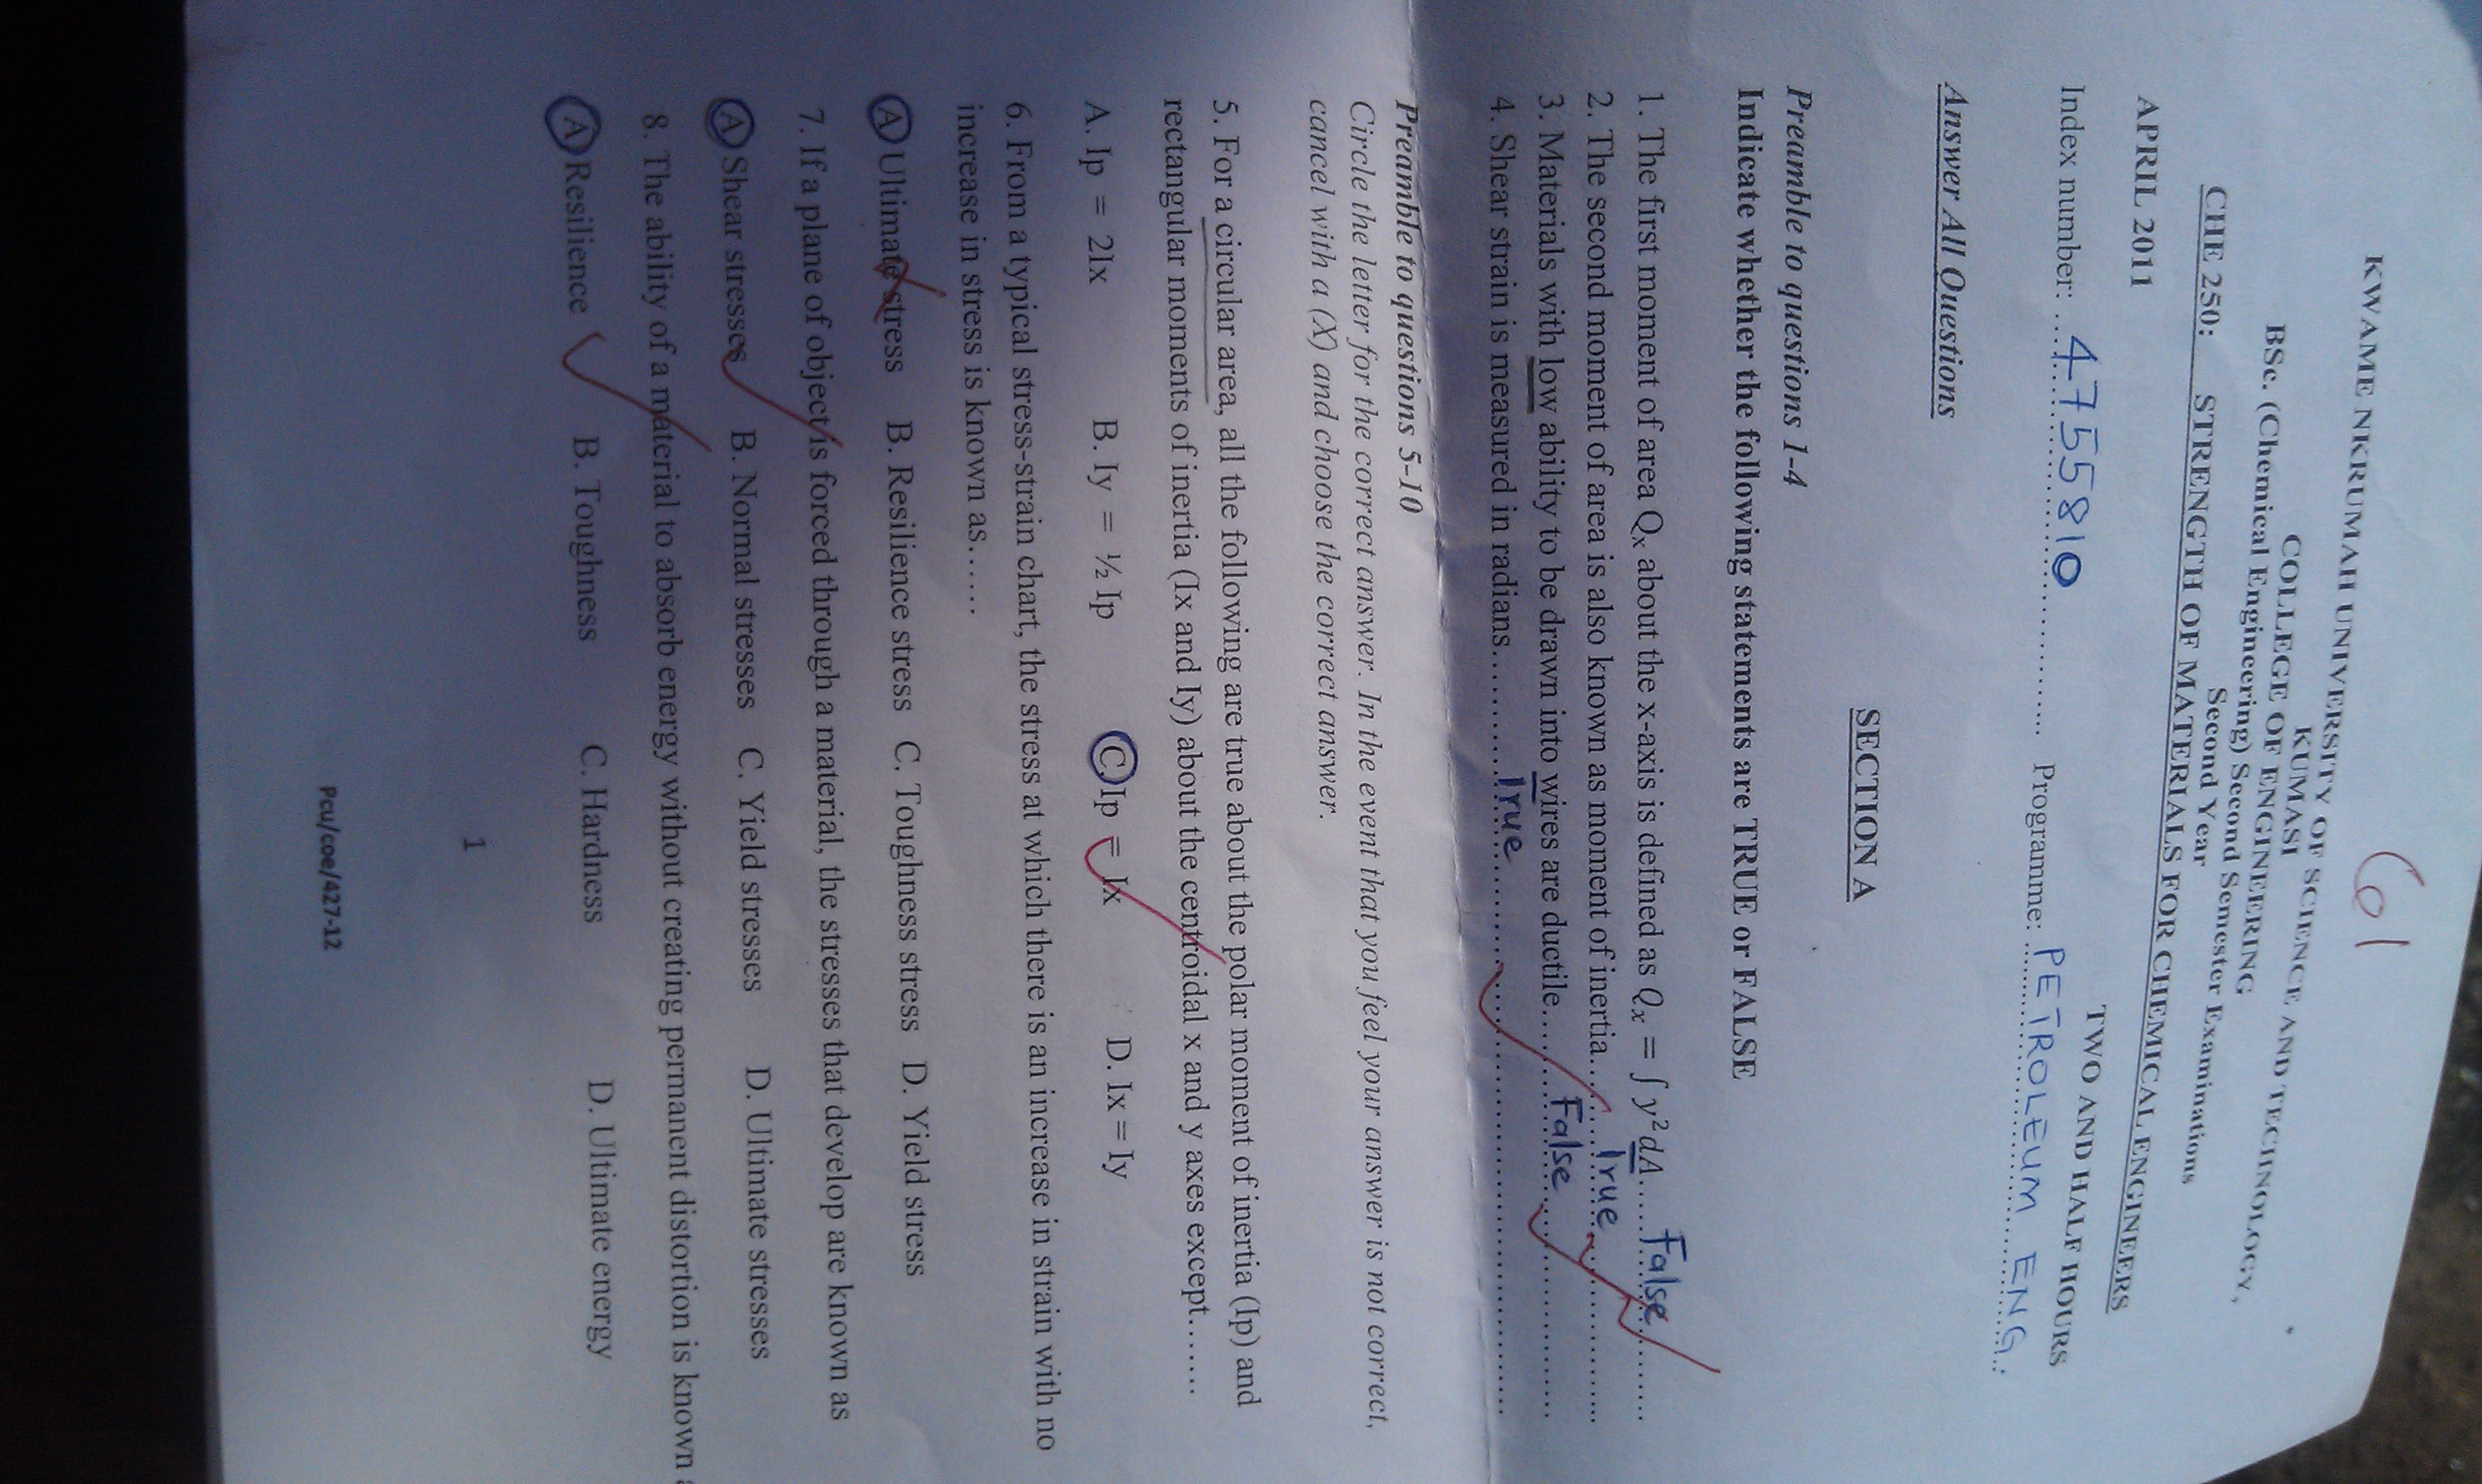 61
KWAME NKRUMAH UNIVERSITY OF SCIENCE AND TECHNOLOGY,
KUMASI
COLLEGE OF ENGINEERING
BSc. (Chemical Engineering) Second Semester Examinations
Second Year
CHE 250: STRENGTH OF MATERIALS FOR CHEMICAL ENGINEERS
APRIL 2011
TWO AND HALF HOURS
Index number: 4755810 Programme: PETROLEUM ENG.
Answer All Questions
SECTION A
Preamble to questions 1-4
Indicate whether the following statements are TRUE or FALSE
1. The first moment of area Qₓ about the x-axis is defined as Qₓ = ∫ y²dA..... False
2. The second moment of area is also known as moment of inertia... True
3. Materials with low ability to be drawn into wires are ductile.... False
4. Shear strain is measured in radians........... True
Preamble to questions 5-10
Circle the letter for the correct answer. In the event that you feel your answer is not correct,
cancel with a (X) and choose the correct answer.
5. For a circular area, all the following are true about the polar moment of inertia (Ip) and
rectangular moments of inertia (Ix and Iy) about the centroidal x and y axes except.......
A. Ip = 2Ix B. Iy = ½ Ip C. Ip = Ix D. Ix = Iy
6. From a typical stress-strain chart, the stress at which there is an increase in strain with no
increase in stress is known as......
A Ultimate stress B. Resilience stress C. Toughness stress D. Yield stress
7. If a plane of object is forced through a material, the stresses that develop are known as
A Shear stresses B. Normal stresses C. Yield stresses D. Ultimate stresses
8. The ability of a material to absorb energy without creating permanent distortion is known
A Resilience B. Toughness C. Hardness D. Ultimate energy
1
Pcu/coe/427-12